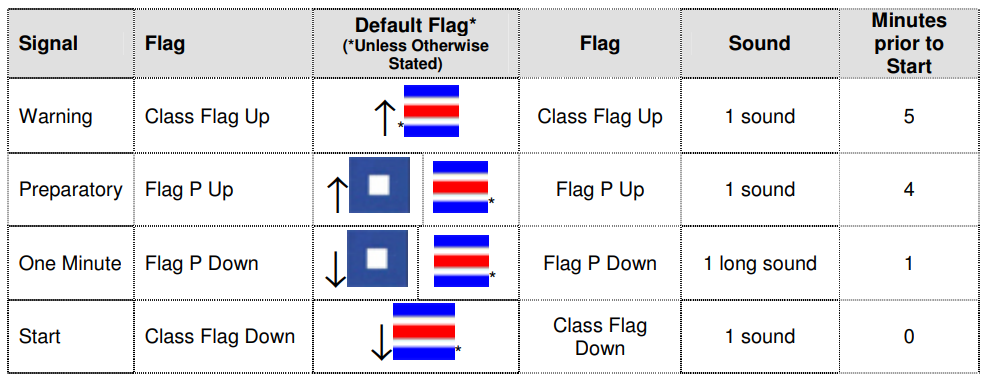 Signal Flag Default Flag* (*Unless Otherwise Stated) Flag Sound Minutes prior to Start
Warning Class Flag Up ↑ * Class Flag Up 1 sound 5
Preparatory Flag P Up ↑ * Flag P Up 1 sound 4
One Minute Flag P Down ↓ * Flag P Down 1 long sound 1
Start Class Flag Down ↓ * Class Flag Down 1 sound 0